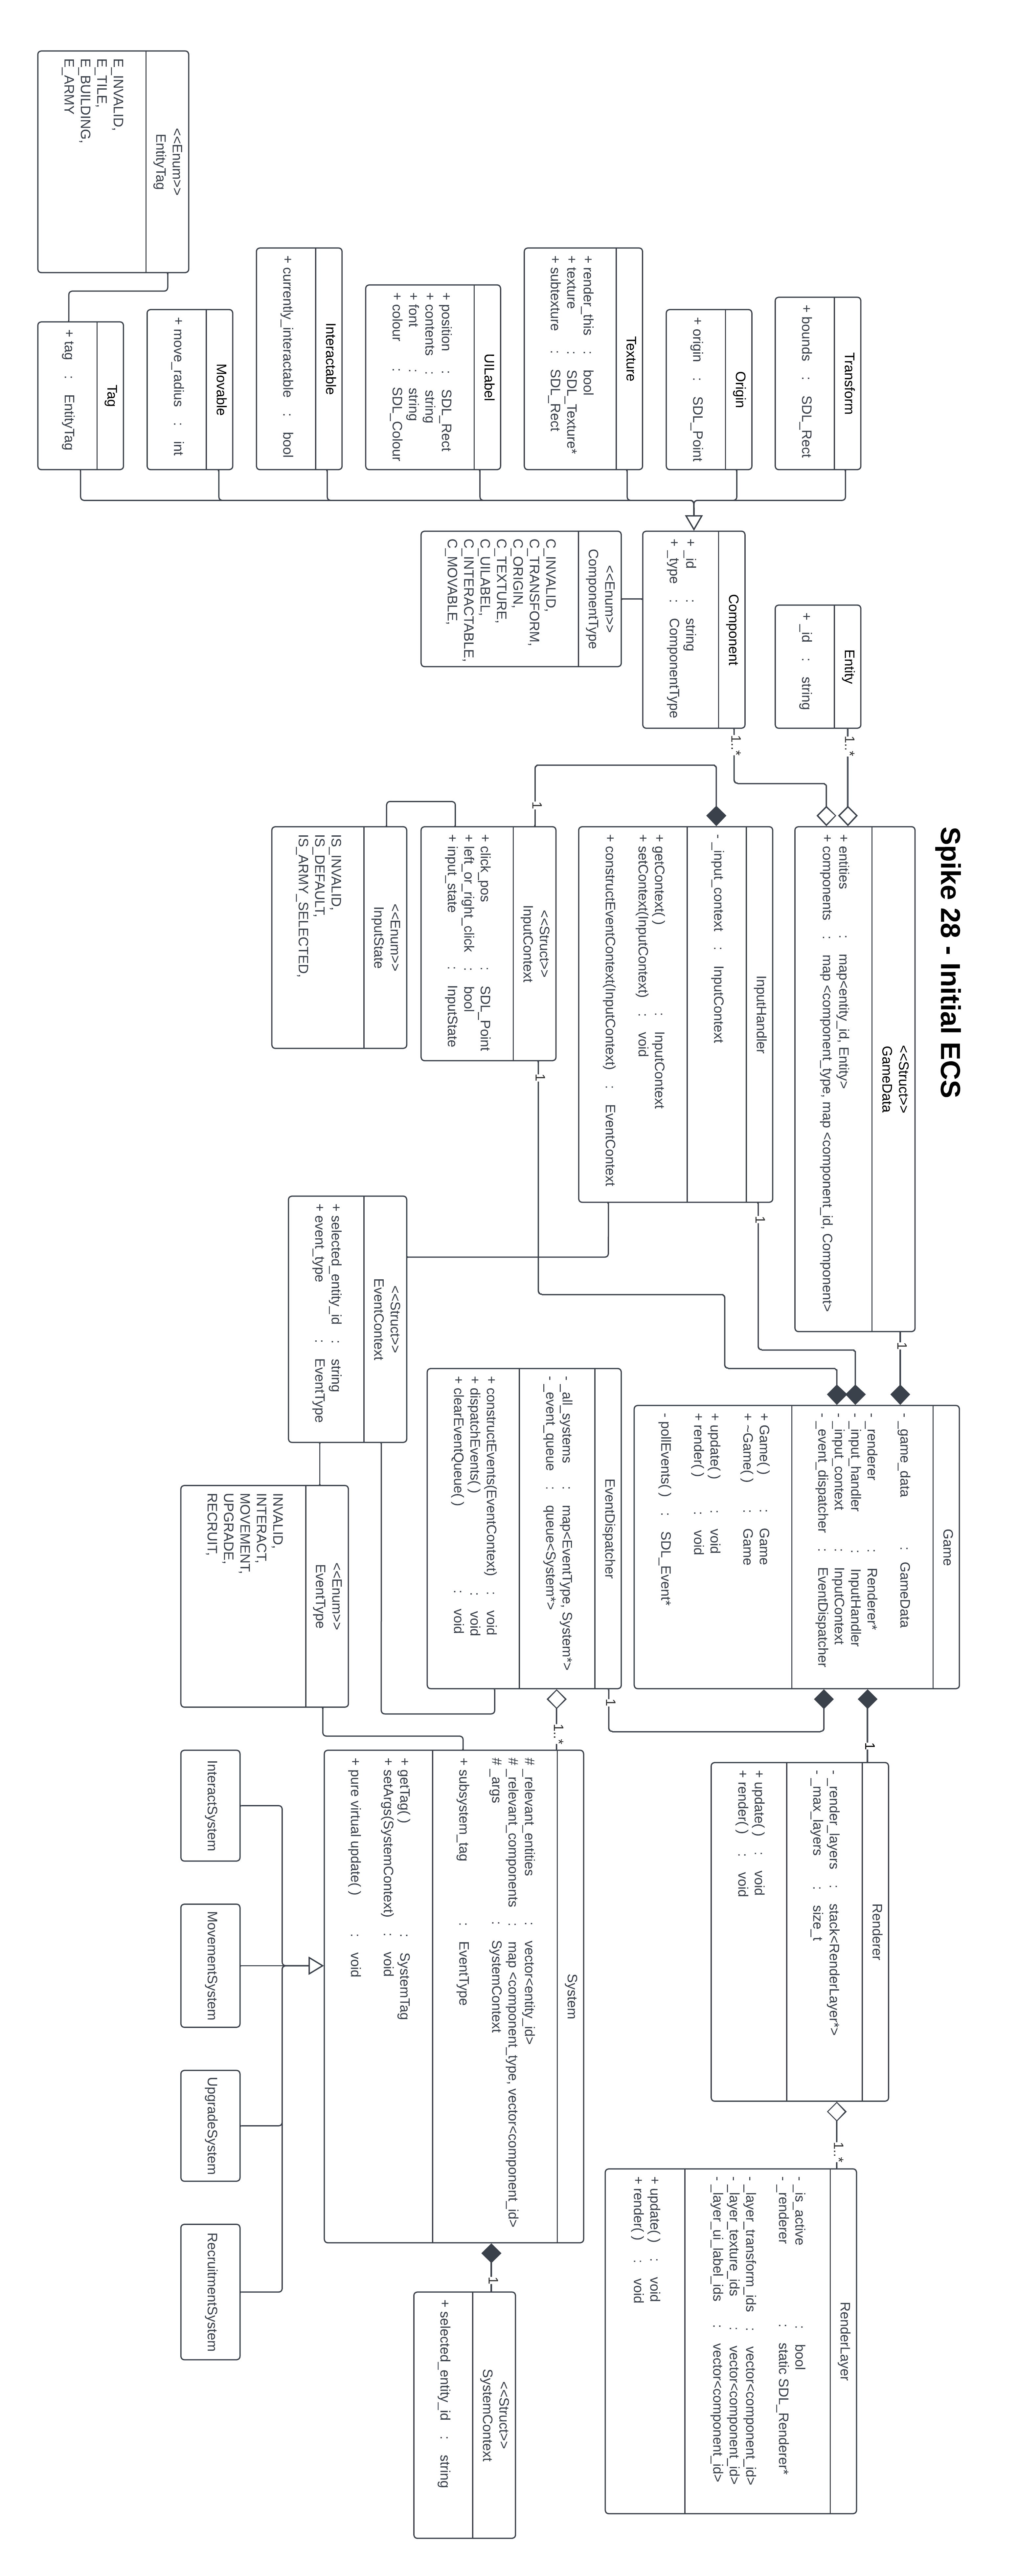 Spike 28 - Initial ECS
<<Struct>>
GameData
+ entities : map<entity_id, Entity>
+ components : map <component_type, map <component_id, Component>
Game
- _game_data : GameData
- _renderer : Renderer*
- _input_handler : InputHandler
- _input_context : InputContext
- _event_dispatcher : EventDispatcher
+ Game( ) : Game
+ ~Game( ) : Game
+ update( ) : void
+ render( ) : void
- pollEvents( ) : SDL_Event*
Renderer
- _render_layers : stack<RenderLayer*>
- _max_layers : size_t
+ update( ) : void
+ render( ) : void
RenderLayer
- _is_active : bool
- _renderer : static SDL_Renderer*
- _layer_transform_ids : vector<component_id>
- _layer_texture_ids : vector<component_id>
- _layer_ui_label_ids : vector<component_id>
+ update( ) : void
+ render( ) : void
Transform
+ bounds : SDL_Rect
Entity
+ _id : string
1..*
1..*
1
1
1
1
1
1..*
Origin
+ origin : SDL_Point
Component
+ _id : string
+ _type : ComponentType
InputHandler
- _input_context : InputContext
+ getContext( ) : InputContext
+ setContext(InputContext) : void
+ constructEventContext(InputContext) : EventContext
Texture
+ render_this : bool
+ texture : SDL_Texture*
+ subtexture : SDL_Rect
<<Enum>>
ComponentType
C_INVALID,
C_TRANSFORM,
C_ORIGIN,
C_TEXTURE,
C_UILABEL,
C_INTERACTABLE,
C_MOVABLE,
EventDispatcher
- _all_systems : map<EventType, System*>
- _event_queue : queue<System*>
+ constructEvents(EventContext) : void
+ dispatchEvents( ) : void
+ clearEventQueue( ) : void
1..*
System
# _relevant_entities : vector<entity_id>
# _relevant_components : map <component_type, vector<component_id>
# _args : SystemContext
+ subsystem_tag : EventType
+ getTag( ) : SystemTag
+ setArgs(SystemContext) : void
+ pure virtual update( ) : void
1
1
<<Struct>>
InputContext
+ click_pos : SDL_Point
+ left_or_right_click : bool
+ input_state : InputState
<<Struct>>
SystemContext
+ selected_entity_id : string
UILabel
+ position : SDL_Rect
+ contents : string
+ font : string
+ colour : SDL_Colour
<<Enum>>
InputState
IS_INVALID,
IS_DEFAULT,
IS_ARMY_SELECTED,
<<Struct>>
EventContext
+ selected_entity_id : string
+ event_type : EventType
Interactable
+ currently_interactable : bool
<<Enum>>
EventType
INVALID,
INTERACT,
MOVEMENT,
UPGRADE,
RECRUIT,
Movable
+ move_radius : int
InteractSystem
MovementSystem
UpgradeSystem
RecruitmentSystem
<<Enum>>
EntityTag
E_INVALID,
E_TILE,
E_BUILDING,
E_ARMY
Tag
+ tag : EntityTag